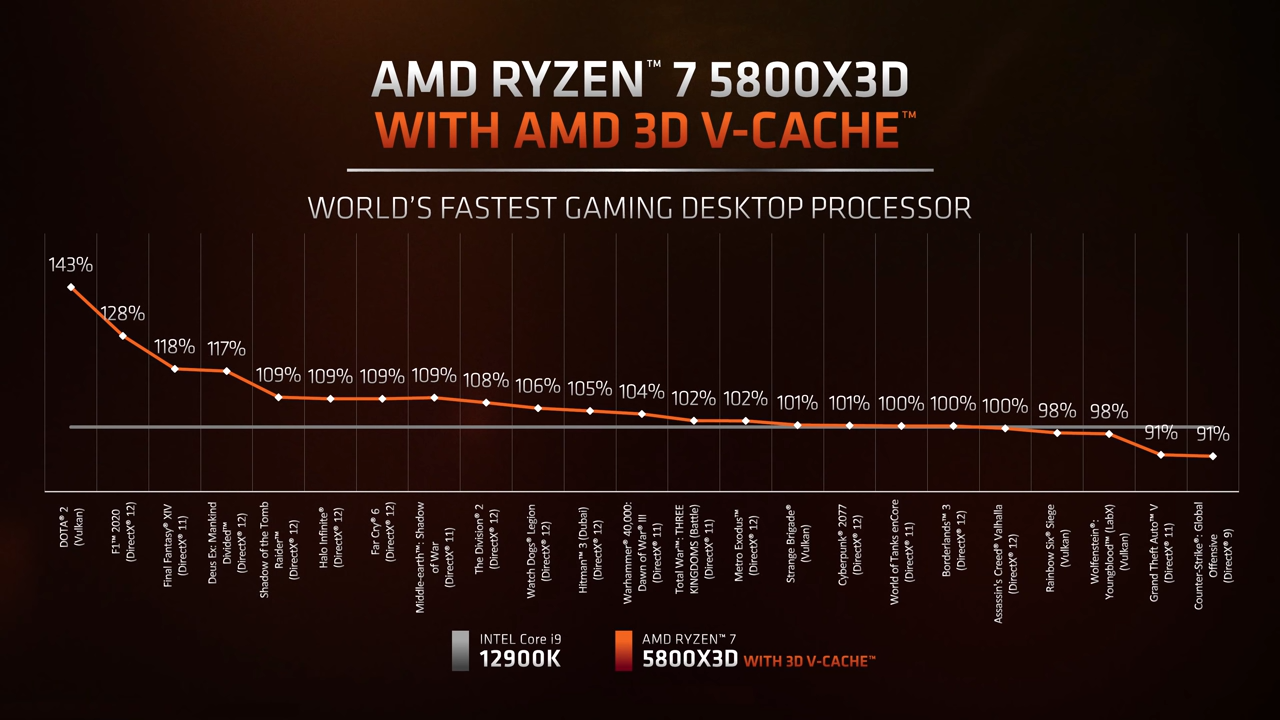 AMD RYZEN™ 7 5800X3D
WITH AMD 3D V-CACHE™
WORLD'S FASTEST GAMING DESKTOP PROCESSOR
143%
128%
118%
117%
109%
109%
109%
109%
108%
106%
105%
104%
102%
102%
101%
101%
100%
100%
100%
98%
98%
91%
91%
DOTA® 2
(Vulkan)
F1™ 2020
(DirectX® 12)
Final Fantasy® XIV
(DirectX® 11)
Deus Ex: Mankind
Divided™
(DirectX® 12)
Shadow of the Tomb
Raider™
(DirectX® 12)
Halo Infinite®
(DirectX® 12)
Far Cry® 6
(DirectX® 12)
Middle-earth™: Shadow
of War
(DirectX® 11)
The Division® 2
(DirectX® 12)
Watch Dogs® Legion
(DirectX® 12)
Hitman™ 3 (Dubai)
(DirectX® 12)
Warhammer® 40,000:
Dawn of War® III
(DirectX® 11)
Total War™: THREE
KINGDOMS (Battle)
(DirectX® 11)
Metro Exodus™
(DirectX® 12)
Strange Brigade®
(Vulkan)
Cyberpunk® 2077
(DirectX® 12)
World of Tanks enCore
(DirectX® 11)
Borderlands™ 3
(DirectX® 12)
Assassin's Creed® Valhalla
(DirectX® 12)
Rainbow Six® Siege
(Vulkan)
Wolfenstein®:
Youngblood™ (LabX)
(Vulkan)
Grand Theft Auto™ V
(DirectX® 11)
Counter-Strike®: Global
Offensive
(DirectX® 9)
INTEL Core i9
12900K
AMD RYZEN™ 7
5800X3D WITH 3D V-CACHE™